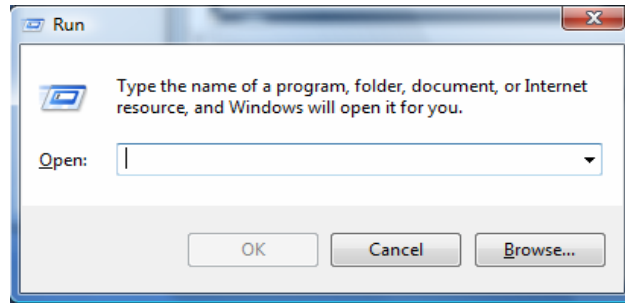 Run
Type the name of a program, folder, document, or Internet
resource, and Windows will open it for you.
Open:
OK Cancel Browse...